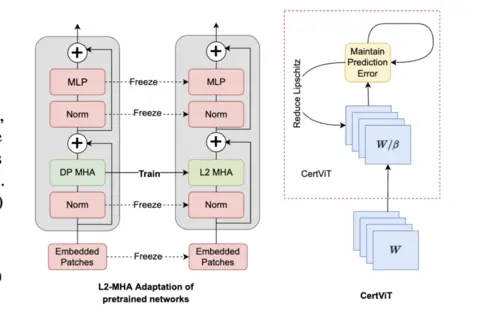 MLP
Freeze
MLP
Norm
Freeze
Norm
DP MHA
Train
L2 MHA
Norm
Freeze
Norm
Embedded
Patches
Freeze
Embedded
Patches
L2-MHA Adaptation of
pretrained networks
Maintain
Prediction
Error
Reduce Lipschitz
W/β
CertViT
W
CertViT